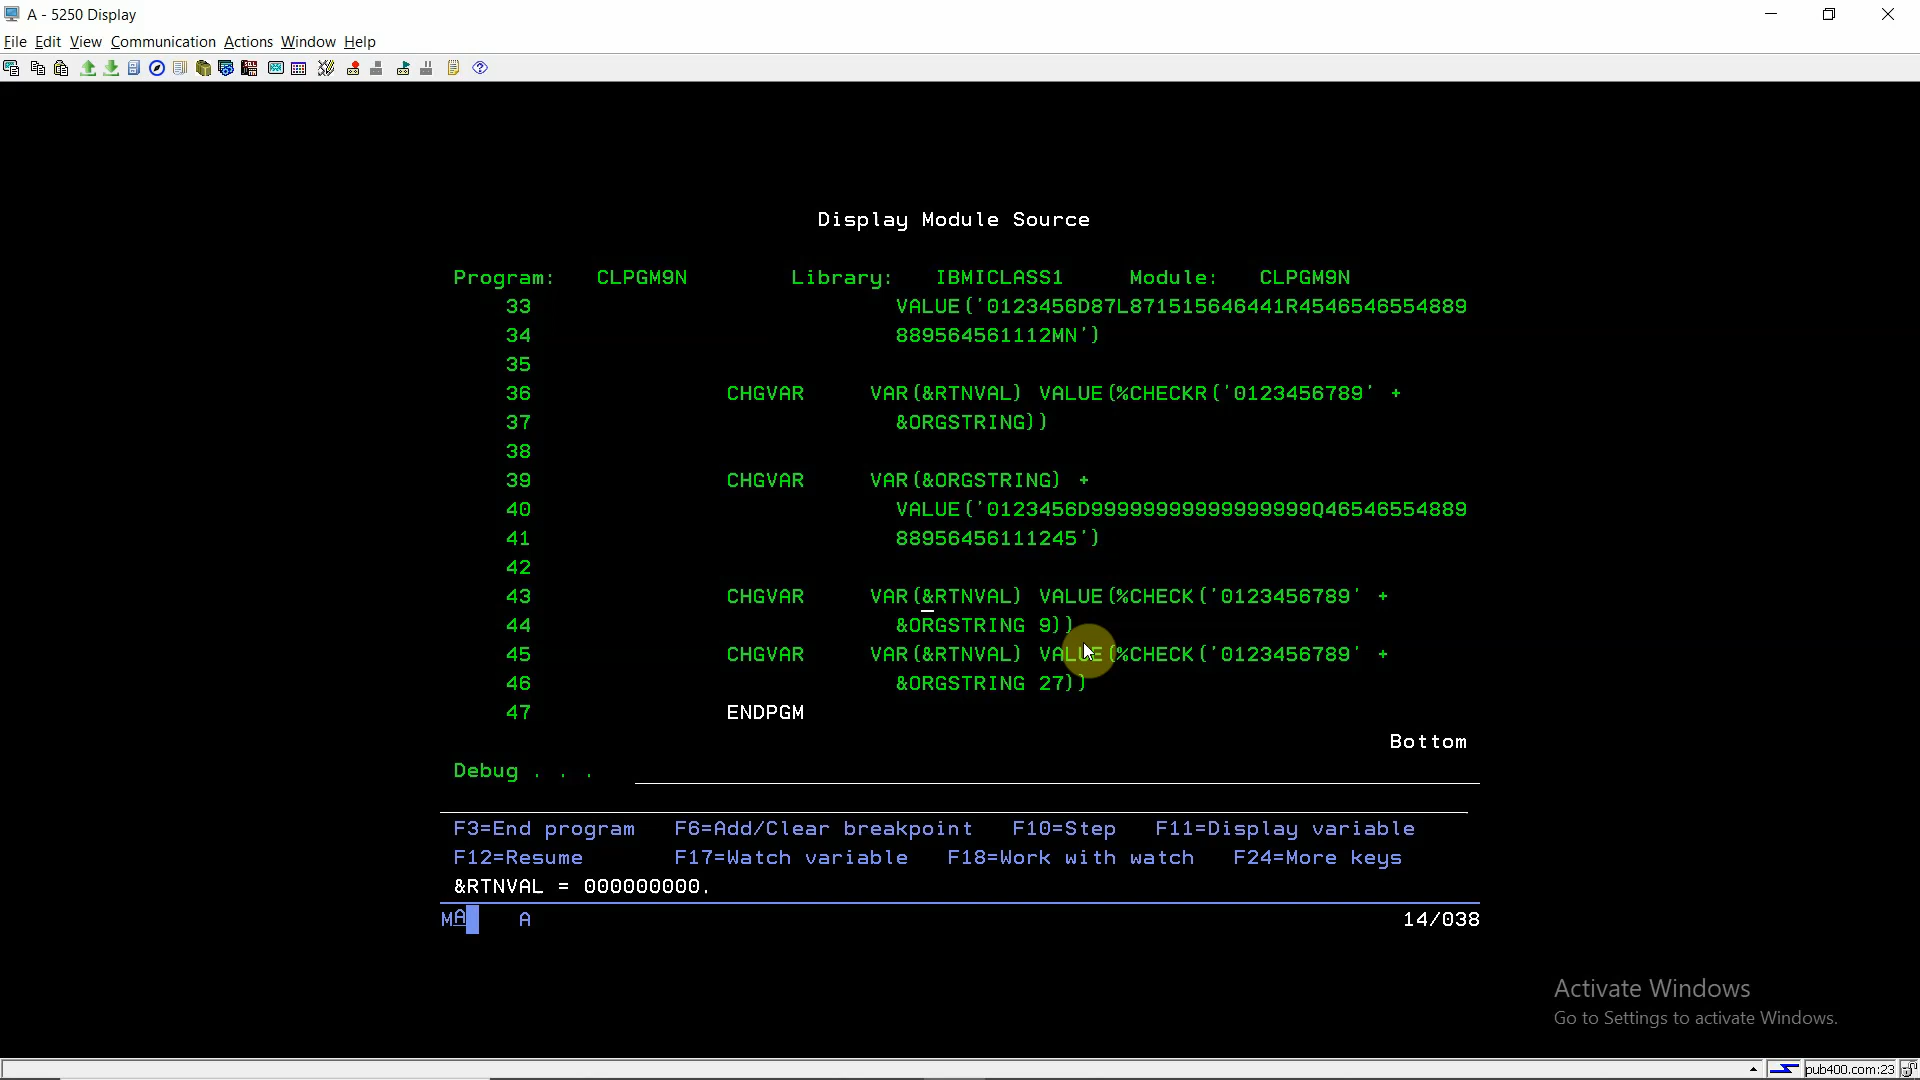 A - 5250 Display
File Edit View Communication Actions Window Help
Display Module Source
Program: CLPGM9N Library: IBMICLASS1 Module: CLPGM9N
33 VALUE('0123456D87L871515646441R4546546554889
34 889564561112MN')
35
36 CHGVAR VAR(&RTNVAL) VALUE(%CHECKR('0123456789' +
37 &ORGSTRING))
38
39 CHGVAR VAR(&ORGSTRING) +
40 VALUE('0123456D99999999999999999Q46546554889
41 88956456111245')
42
43 CHGVAR VAR(&RTNVAL) VALUE(%CHECK('0123456789' +
44 &ORGSTRING 9))
45 CHGVAR VAR(&RTNVAL) VALUE(%CHECK('0123456789' +
46 &ORGSTRING 27))
47 ENDPGM
Bottom
Debug . . .
F3=End program F6=Add/Clear breakpoint F10=Step F11=Display variable
F12=Resume F17=Watch variable F18=Work with watch F24=More keys
&RTNVAL = 000000000.
MA A 14/038
Activate Windows
Go to Settings to activate Windows.
pub400.com:23